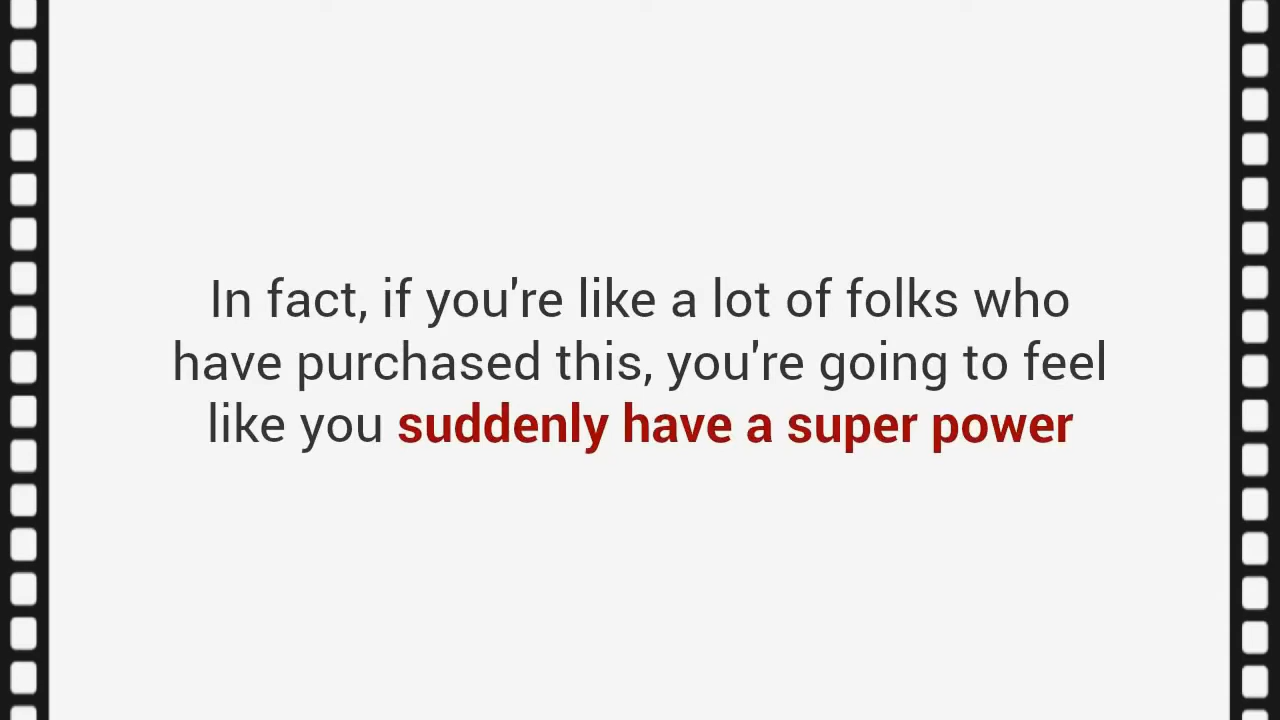 In fact, if you're like a lot of folks who
have purchased this, you're going to feel
like you suddenly have a super power